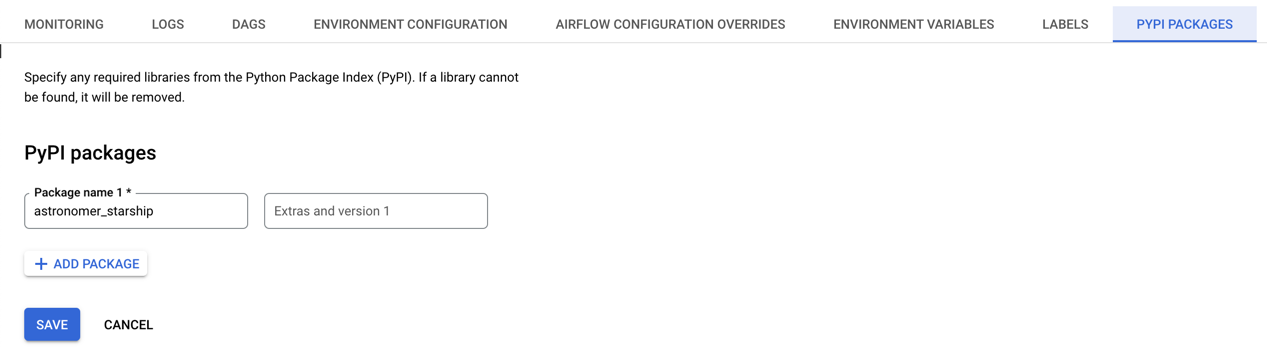 MONITORING LOGS DAGS ENVIRONMENT CONFIGURATION AIRFLOW CONFIGURATION OVERRIDES ENVIRONMENT VARIABLES LABELS PYPI PACKAGES
Specify any required libraries from the Python Package Index (PyPI). If a library cannot
be found, it will be removed.
PyPI packages
Package name 1 *
astronomer_starship Extras and version 1
+ ADD PACKAGE
SAVE CANCEL